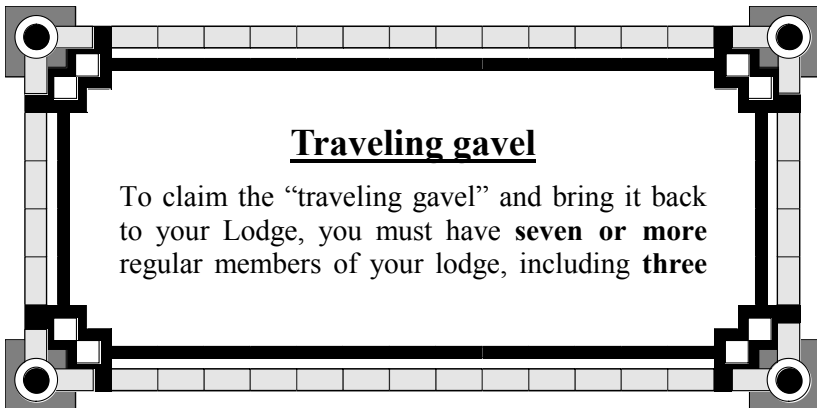 Traveling gavel
To claim the “traveling gavel” and bring it back
to your Lodge, you must have seven or more
regular members of your lodge, including three